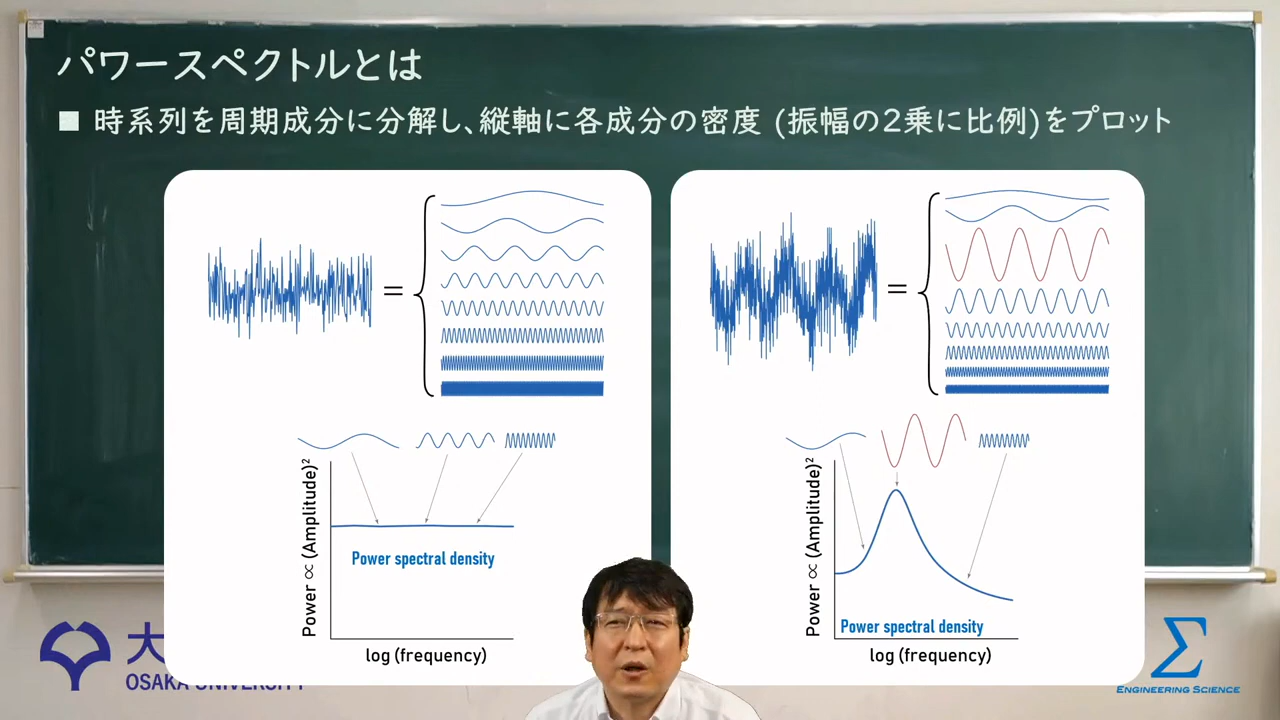 パワースペクトルとは
■ 時系列を周期成分に分解し、縦軸に各成分の密度 (振幅の2乗に比例)をプロット
=
=
Power ∝ (Amplitude)²
Power spectral density
log (frequency)
Power ∝ (Amplitude)²
Power spectral density
log (frequency)
大
OSAKA UNIVERSITY
Σ
ENGINEERING SCIENCE